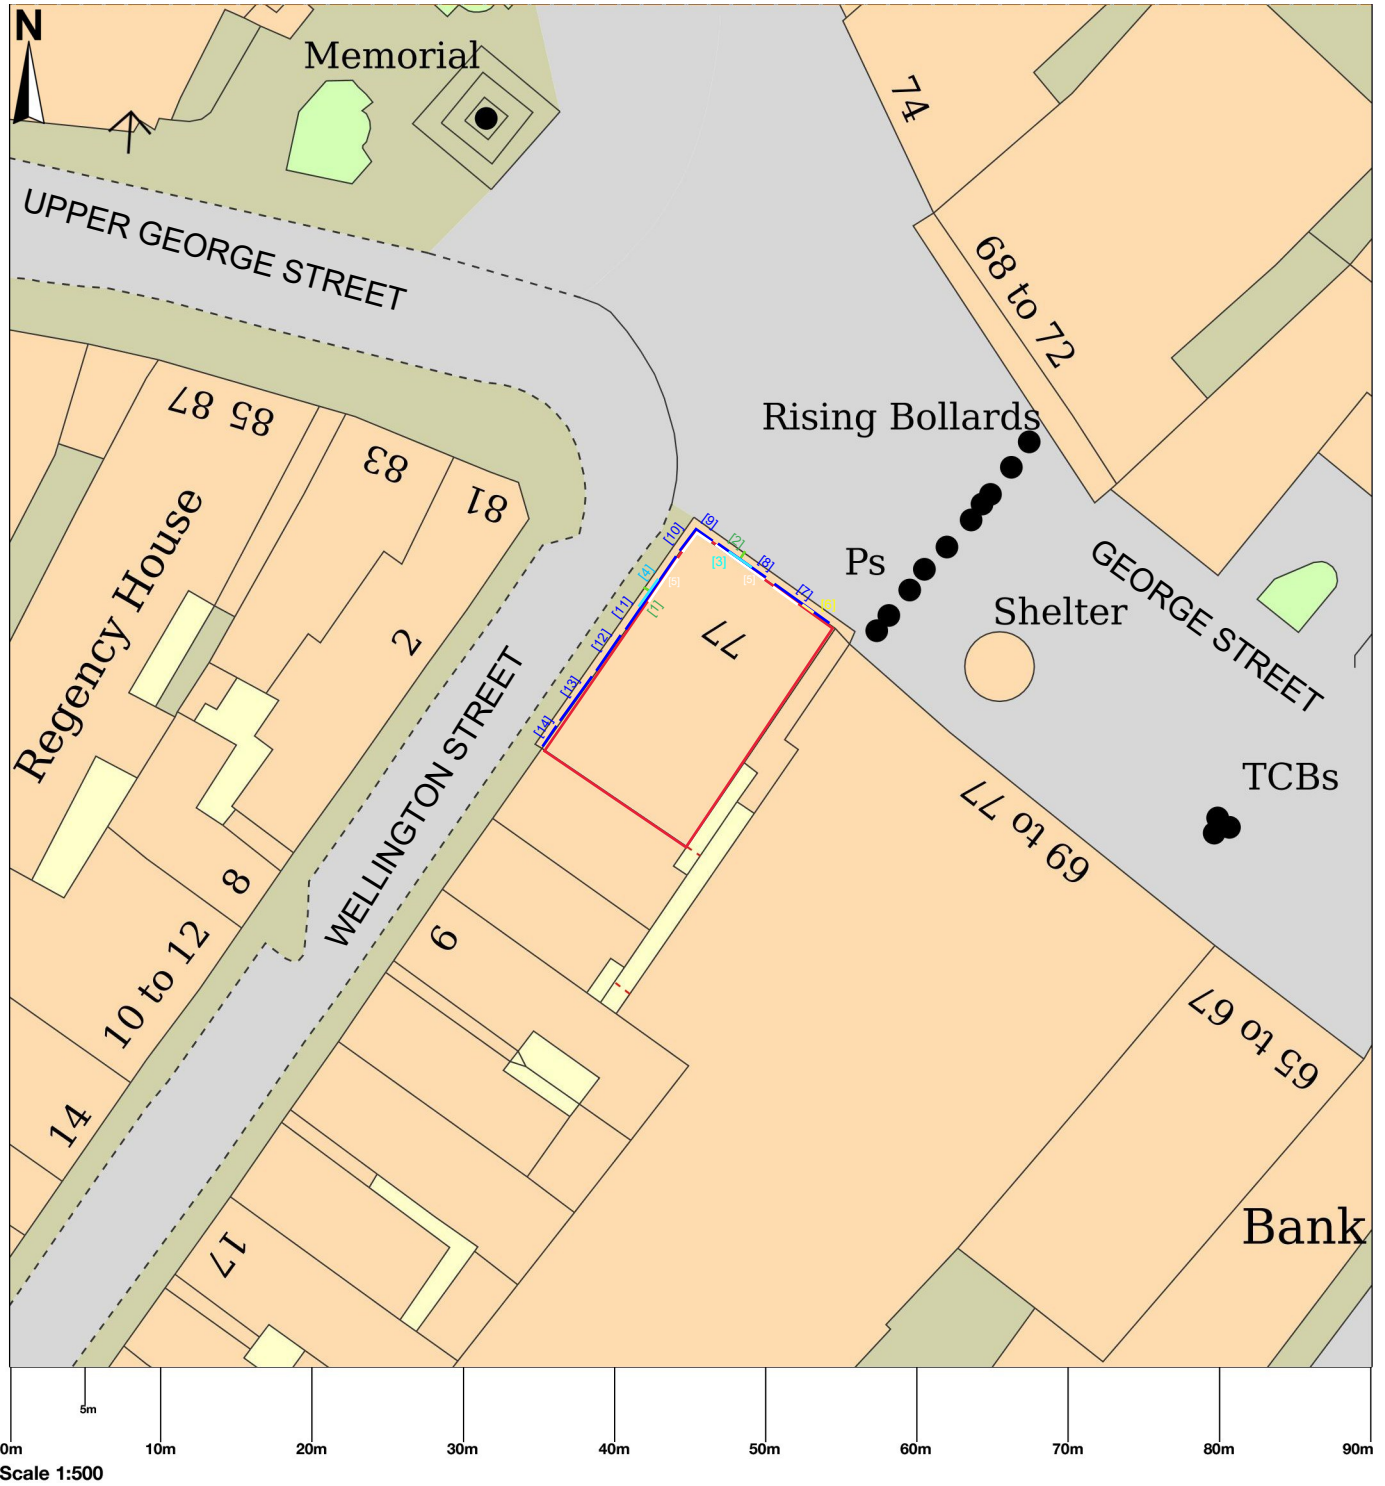 N
Memorial
74
UPPER GEORGE STREET
68 to 72
85 87
83
81
Rising Bollards
Regency House
[9]
[10]
[2]
[3]
[8]
[5]
[4]
[5]
[7]
[11]
[1]
[12]
[13]
[14]
77
Ps
Shelter
GEORGE STREET
2
WELLINGTON STREET
TCBs
69 to 77
8
6
10 to 12
65 to 67
14
17
Bank
5m
0m
10m
20m
30m
40m
50m
60m
70m
80m
90m
Scale 1:500